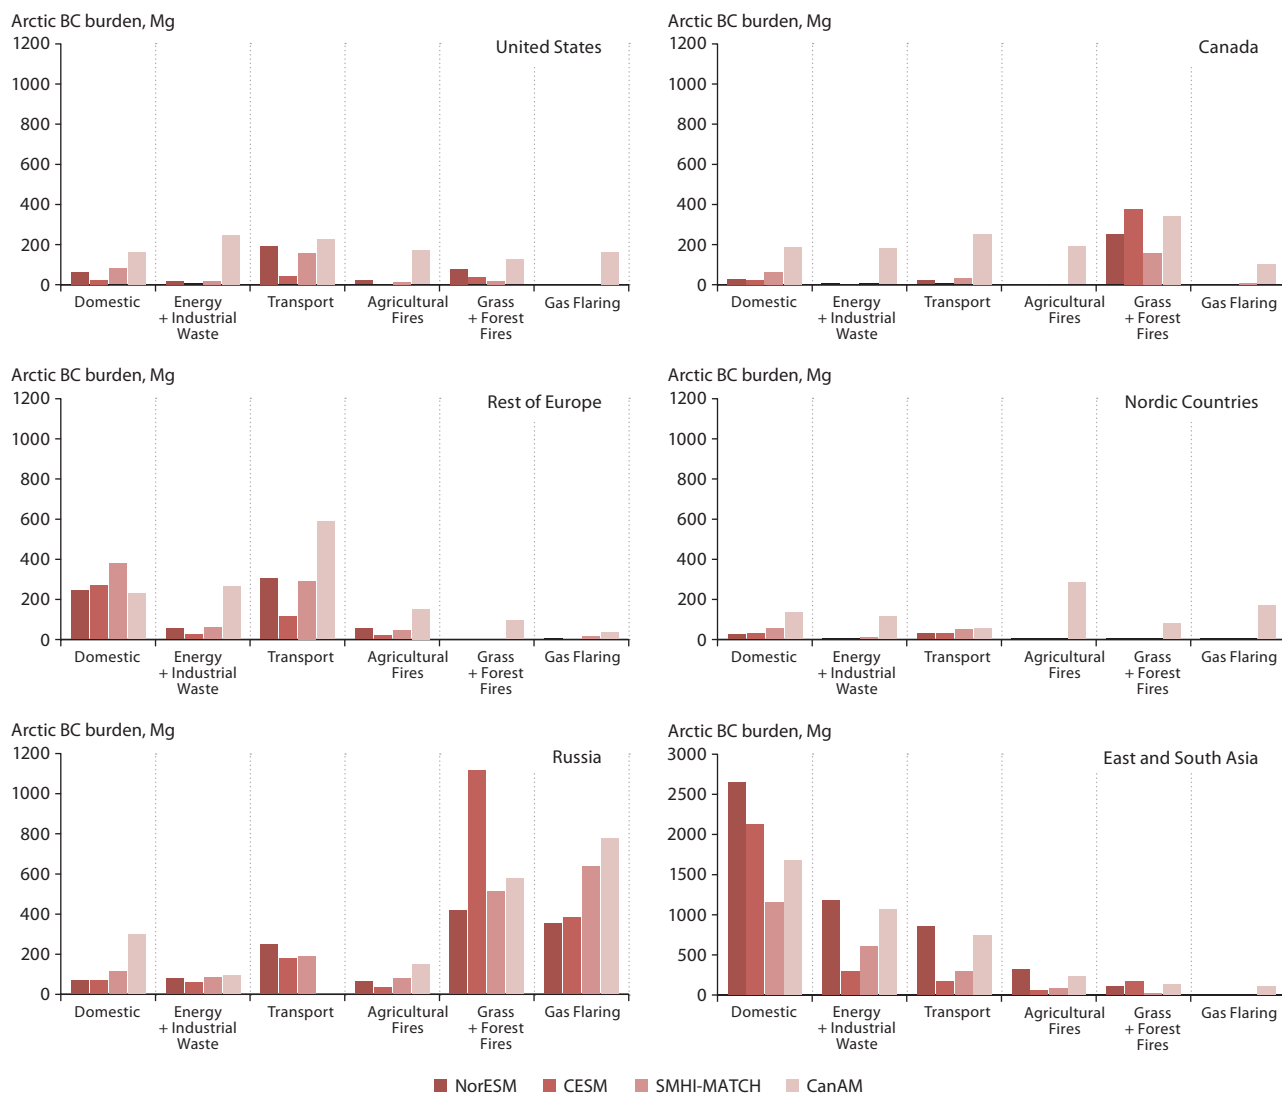 Arctic BC burden, Mg
1200
1000
800
600
400
200
0
United States
Domestic
Energy
+ Industrial
Waste
Transport
Agricultural
Fires
Grass
+ Forest
Fires
Gas Flaring
Arctic BC burden, Mg
1200
1000
800
600
400
200
0
Canada
Domestic
Energy
+ Industrial
Waste
Transport
Agricultural
Fires
Grass
+ Forest
Fires
Gas Flaring
Arctic BC burden, Mg
1200
1000
800
600
400
200
0
Rest of Europe
Domestic
Energy
+ Industrial
Waste
Transport
Agricultural
Fires
Grass
+ Forest
Fires
Gas Flaring
Arctic BC burden, Mg
1200
1000
800
600
400
200
0
Nordic Countries
Domestic
Energy
+ Industrial
Waste
Transport
Agricultural
Fires
Grass
+ Forest
Fires
Gas Flaring
Arctic BC burden, Mg
1200
1000
800
600
400
200
0
Russia
Domestic
Energy
+ Industrial
Waste
Transport
Agricultural
Fires
Grass
+ Forest
Fires
Gas Flaring
Arctic BC burden, Mg
3000
2500
2000
1500
1000
500
0
East and South Asia
Domestic
Energy
+ Industrial
Waste
Transport
Agricultural
Fires
Grass
+ Forest
Fires
Gas Flaring
NorESM CESM SMHI-MATCH CanAM